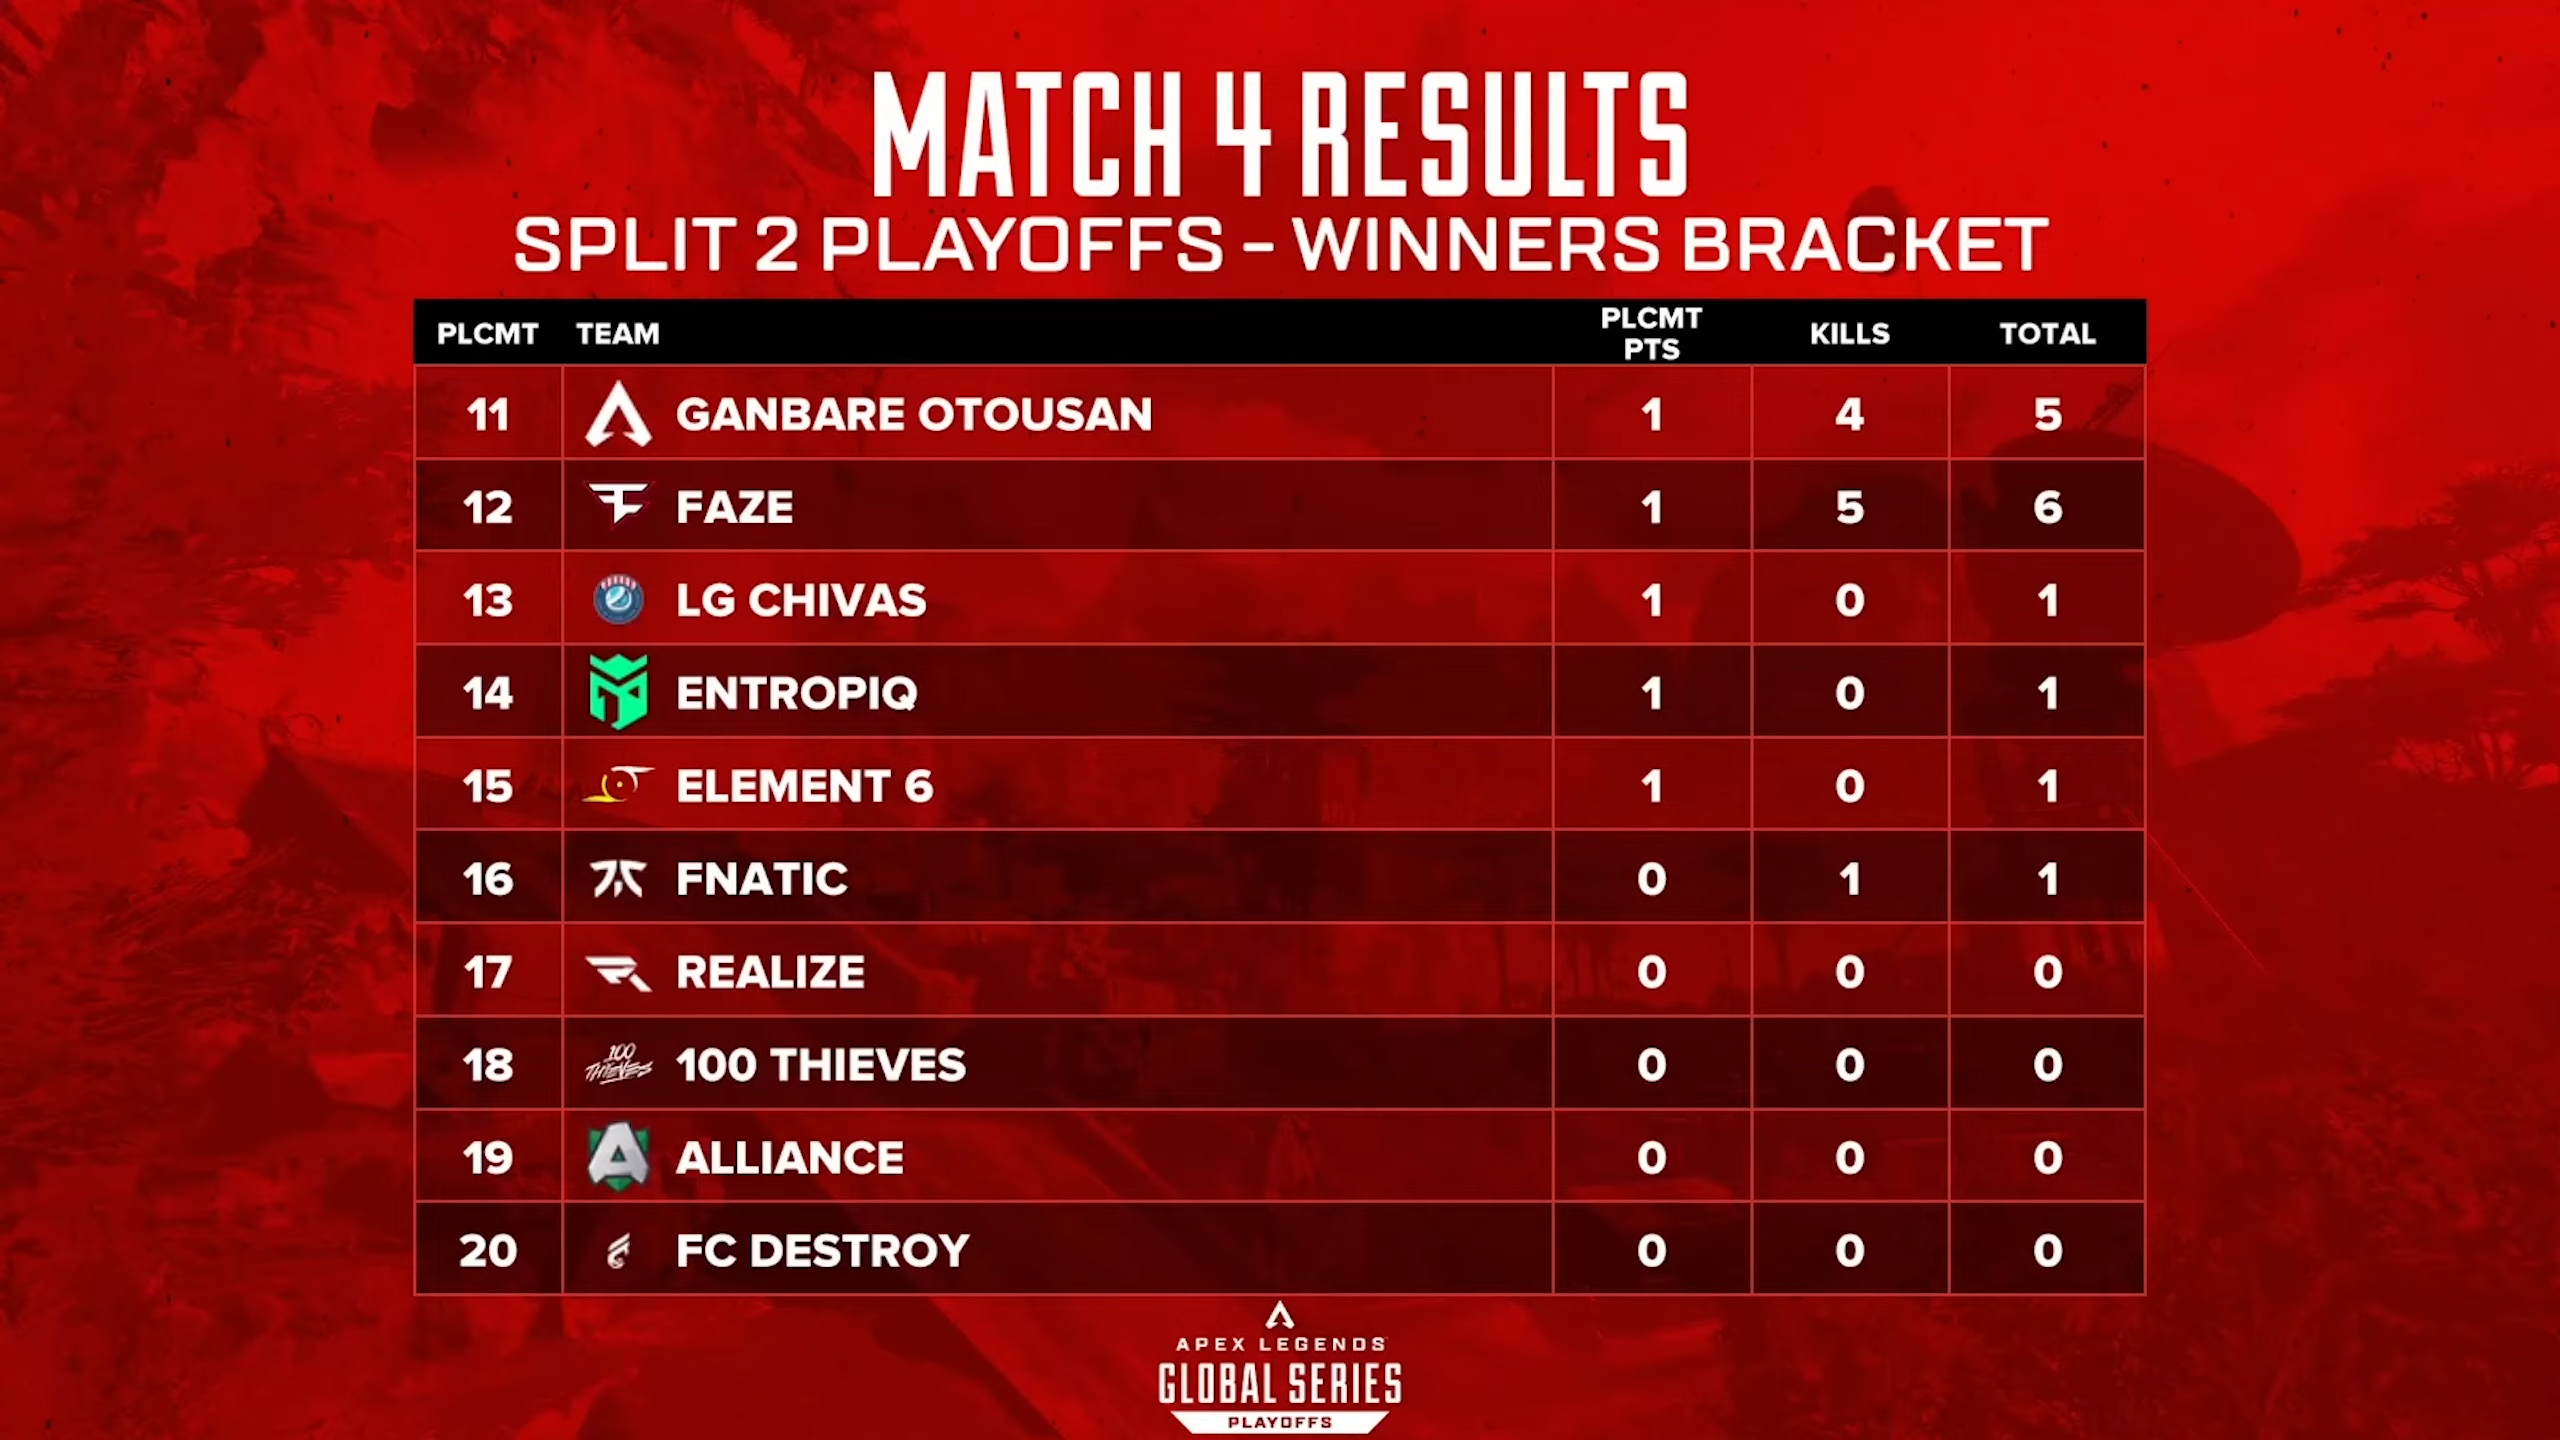 MATCH 4 RESULTS
SPLIT 2 PLAYOFFS – WINNERS BRACKET
PLCMT TEAM PLCMT PTS KILLS TOTAL
11 GANBARE OTOUSAN 1 4 5
12 FAZE 1 5 6
13 LG CHIVAS 1 0 1
14 ENTROPIQ 1 0 1
15 ELEMENT 6 1 0 1
16 FNATIC 0 1 1
17 REALIZE 0 0 0
18 100 THIEVES 100 THIEVES 0 0 0
19 ALLIANCE 0 0 0
20 FC DESTROY 0 0 0
APEX LEGENDS
GLOBAL SERIES
PLAYOFFS